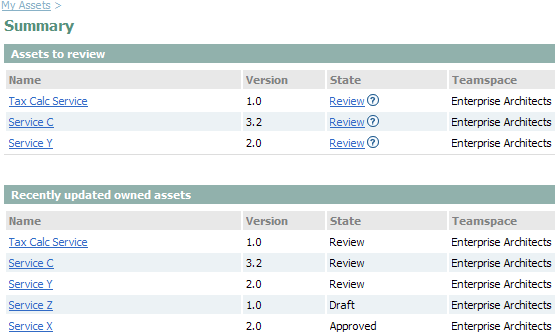 My Assets >
Summary
Assets to review
Name Version State Teamspace
Tax Calc Service 1.0 Review ? Enterprise Architects
Service C 3.2 Review ? Enterprise Architects
Service Y 2.0 Review ? Enterprise Architects
Recently updated owned assets
Name Version State Teamspace
Tax Calc Service 1.0 Review Enterprise Architects
Service C 3.2 Review Enterprise Architects
Service Y 2.0 Review Enterprise Architects
Service Z 1.0 Draft Enterprise Architects
Service X 2.0 Approved Enterprise Architects